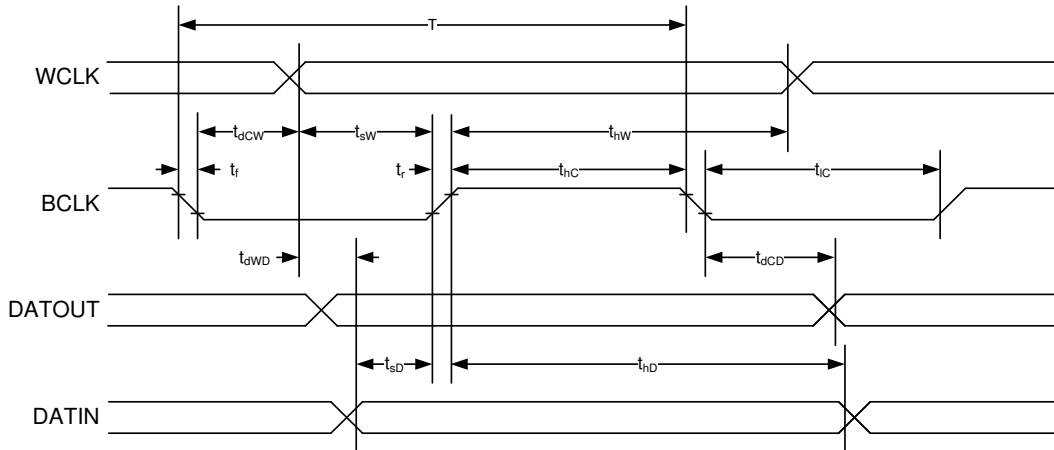 T
WCLK
tdCW
tsW
thW
tf
tr
thC
tlC
BCLK
tdWD
tdCD
DATOUT
tsD
thD
DATIN